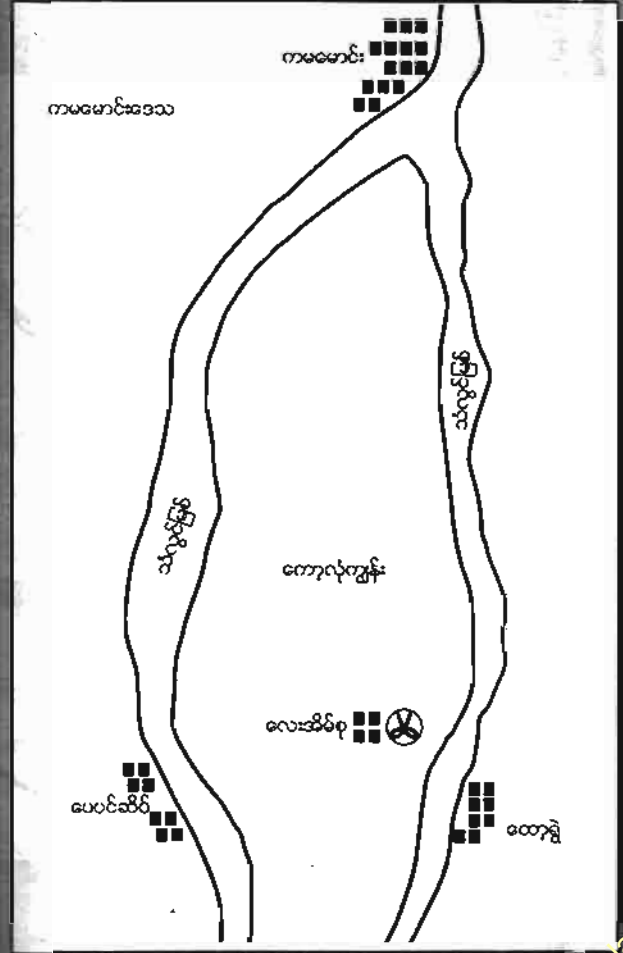 ကမမောင်း
ကမမောင်းဒေသ
သံလွင်မြစ်
သံလွင်မြစ်
ကော့လုံကျွန်း
လေးအိမ်စု
ပေပင်ဆိပ်
ထော့ရွဲ